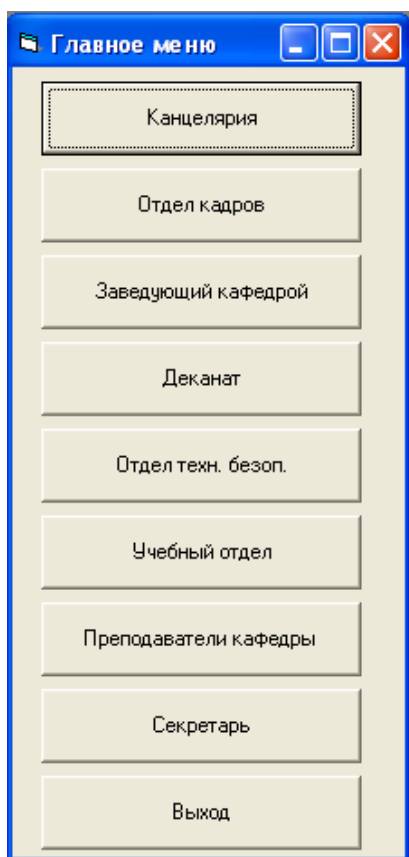 Главное меню
Канцелярия
Отдел кадров
Заведующий кафедрой
Деканат
Отдел техн. безоп.
Учебный отдел
Преподаватели кафедры
Секретарь
Выход